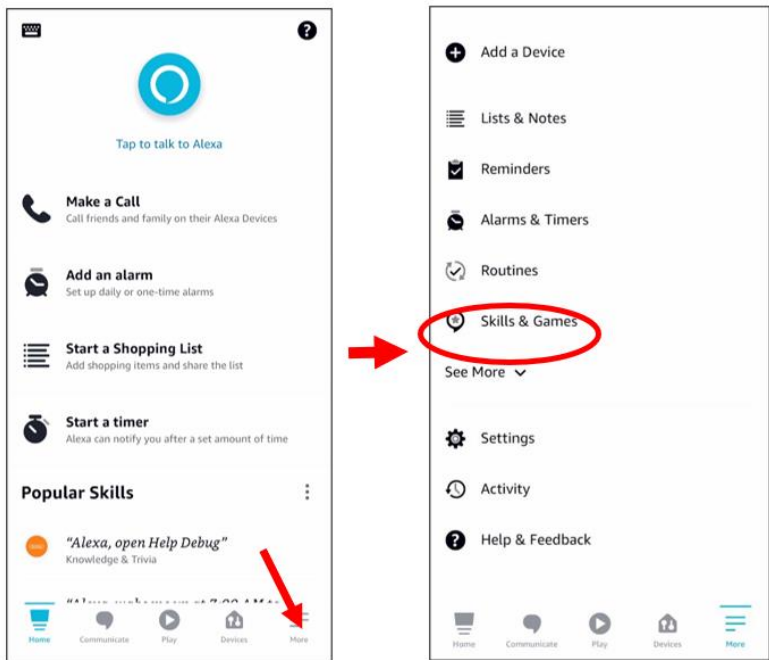 Tap to talk to Alexa
Make a Call
Call friends and family on their Alexa Devices
Add an alarm
Set up daily or one-time alarms
Start a Shopping List
Add shopping items and share the list
Start a timer
Alexa can notify you after a set amount of time
Popular Skills
"Alexa, open Help Debug"
Knowledge & Trivia
Home
Communicate
Play
Devices
More
Add a Device
Lists & Notes
Reminders
Alarms & Timers
Routines
Skills & Games
See More
Settings
Activity
Help & Feedback
Home
Communicate
Play
Devices
More